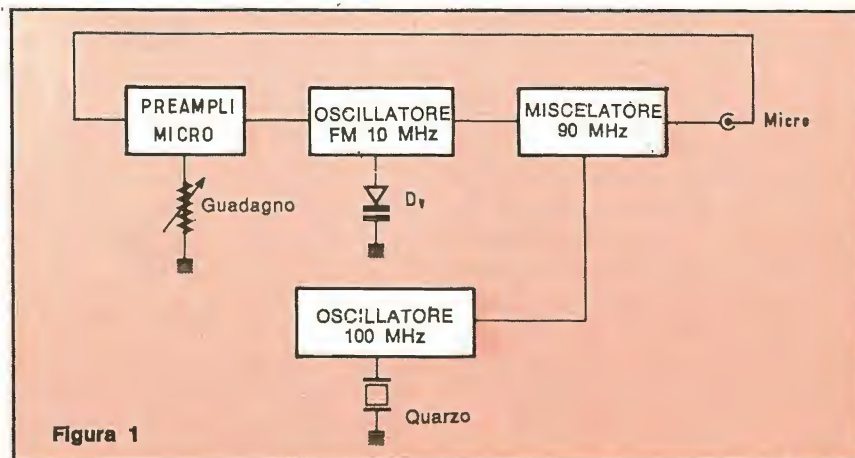 PREAMPLI
MICRO
OSCILLATORE
FM 10 MHz
MISCELATORE
90 MHz
Micro
Guadagno
Dv
OSCILLATORE
100 MHz
Quarzo
Figura 1